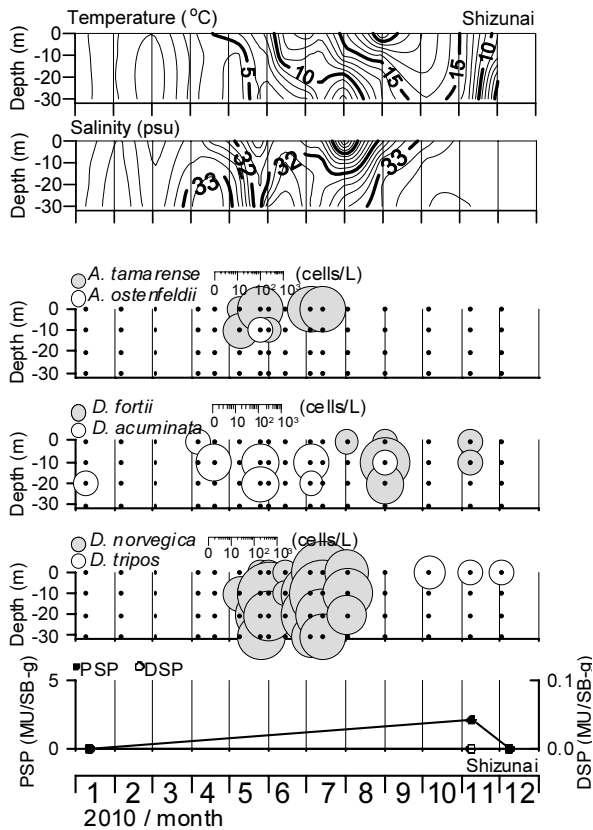 Temperature (°C) Shizunai
Depth (m)
0
-10
-20
-30
5 10 15 15 10
Salinity (psu)
Depth (m)
0
-10
-20
-30
33 33 32 33
A. tamarense
A. ostenfeldii
0 10 10² 10³ (cells/L)
Depth (m)
0
-10
-20
-30
D. fortii
D. acuminata
0 10 10² 10³ (cells/L)
Depth (m)
0
-10
-20
-30
D. norvegica
D. tripos
0 10 10² 10³ (cells/L)
Depth (m)
0
-10
-20
-30
PSP DSP
PSP (MU/SB-g)
5
0
DSP (MU/SB-g)
0.1
0.0
Shizunai
1 2 3 4 5 6 7 8 9 10 11 12
2010 / month